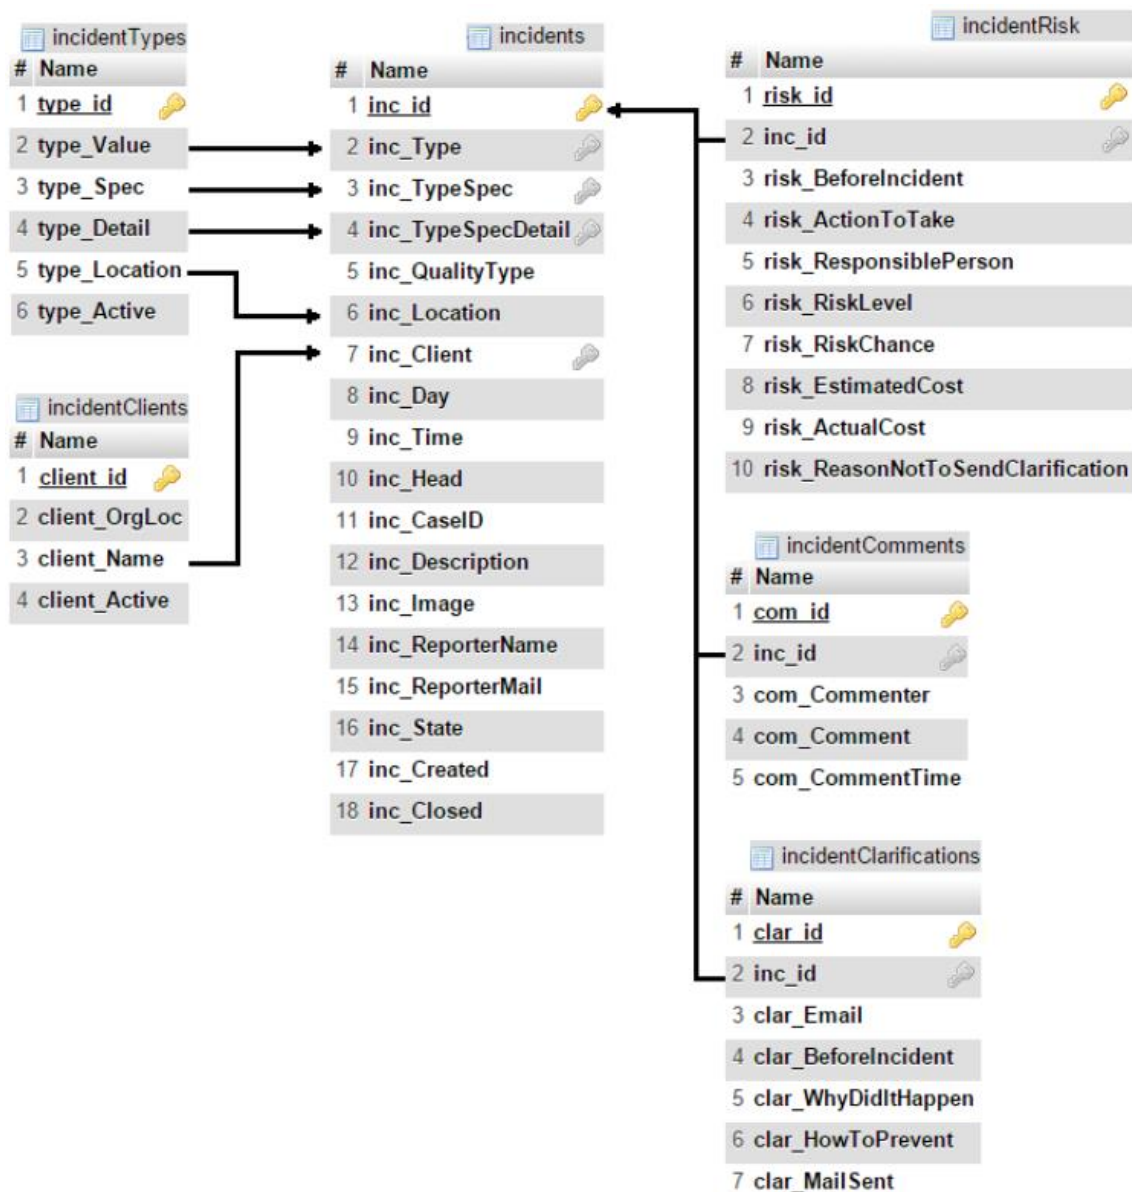 incidentTypes
# Name
1 type_id
2 type_Value
3 type_Spec
4 type_Detail
5 type_Location
6 type_Active
incidentClients
# Name
1 client_id
2 client_OrgLoc
3 client_Name
4 client_Active
incidents
# Name
1 inc_id
2 inc_Type
3 inc_TypeSpec
4 inc_TypeSpecDetail
5 inc_QualityType
6 inc_Location
7 inc_Client
8 inc_Day
9 inc_Time
10 inc_Head
11 inc_CaseID
12 inc_Description
13 inc_Image
14 inc_ReporterName
15 inc_ReporterMail
16 inc_State
17 inc_Created
18 inc_Closed
incidentRisk
# Name
1 risk_id
2 inc_id
3 risk_BeforeIncident
4 risk_ActionToTake
5 risk_ResponsiblePerson
6 risk_RiskLevel
7 risk_RiskChance
8 risk_EstimatedCost
9 risk_ActualCost
10 risk_ReasonNotToSendClarification
incidentComments
# Name
1 com_id
2 inc_id
3 com_Commenter
4 com_Comment
5 com_CommentTime
incidentClarifications
# Name
1 clar_id
2 inc_id
3 clar_Email
4 clar_BeforeIncident
5 clar_WhyDidItHappen
6 clar_HowToPrevent
7 clar_MailSent